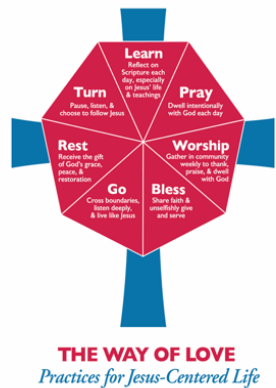 Learn
Reflect on
Scripture each
day, especially
on Jesus' life
& teachings
Turn
Pause, listen, &
choose to follow Jesus
Pray
Dwell intentionally
with God each day
Rest
Receive the gift
of God's grace,
peace, &
restoration
Worship
Gather in community
weekly to thank,
praise, & dwell
with God
Go
Cross boundaries,
listen deeply,
& live like Jesus
Bless
Share faith &
unselfishly give
and serve
THE WAY OF LOVE
Practices for Jesus-Centered Life